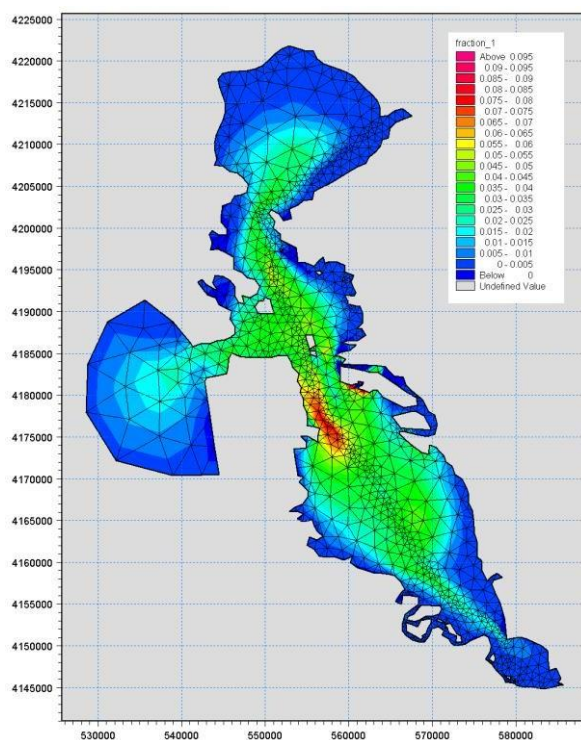 4225000
4220000
4215000
4210000
4205000
4200000
4195000
4190000
4185000
4180000
4175000
4170000
4165000
4160000
4155000
4150000
4145000
530000 540000 550000 560000 570000 580000
fraction_1
Above 0.095
0.09 - 0.095
0.085 - 0.09
0.08 - 0.085
0.075 - 0.08
0.07 - 0.075
0.065 - 0.07
0.06 - 0.065
0.055 - 0.06
0.05 - 0.055
0.045 - 0.05
0.04 - 0.045
0.035 - 0.04
0.03 - 0.035
0.025 - 0.03
0.02 - 0.025
0.015 - 0.02
0.01 - 0.015
0.005 - 0.01
0 - 0.005
Below 0
Undefined Value